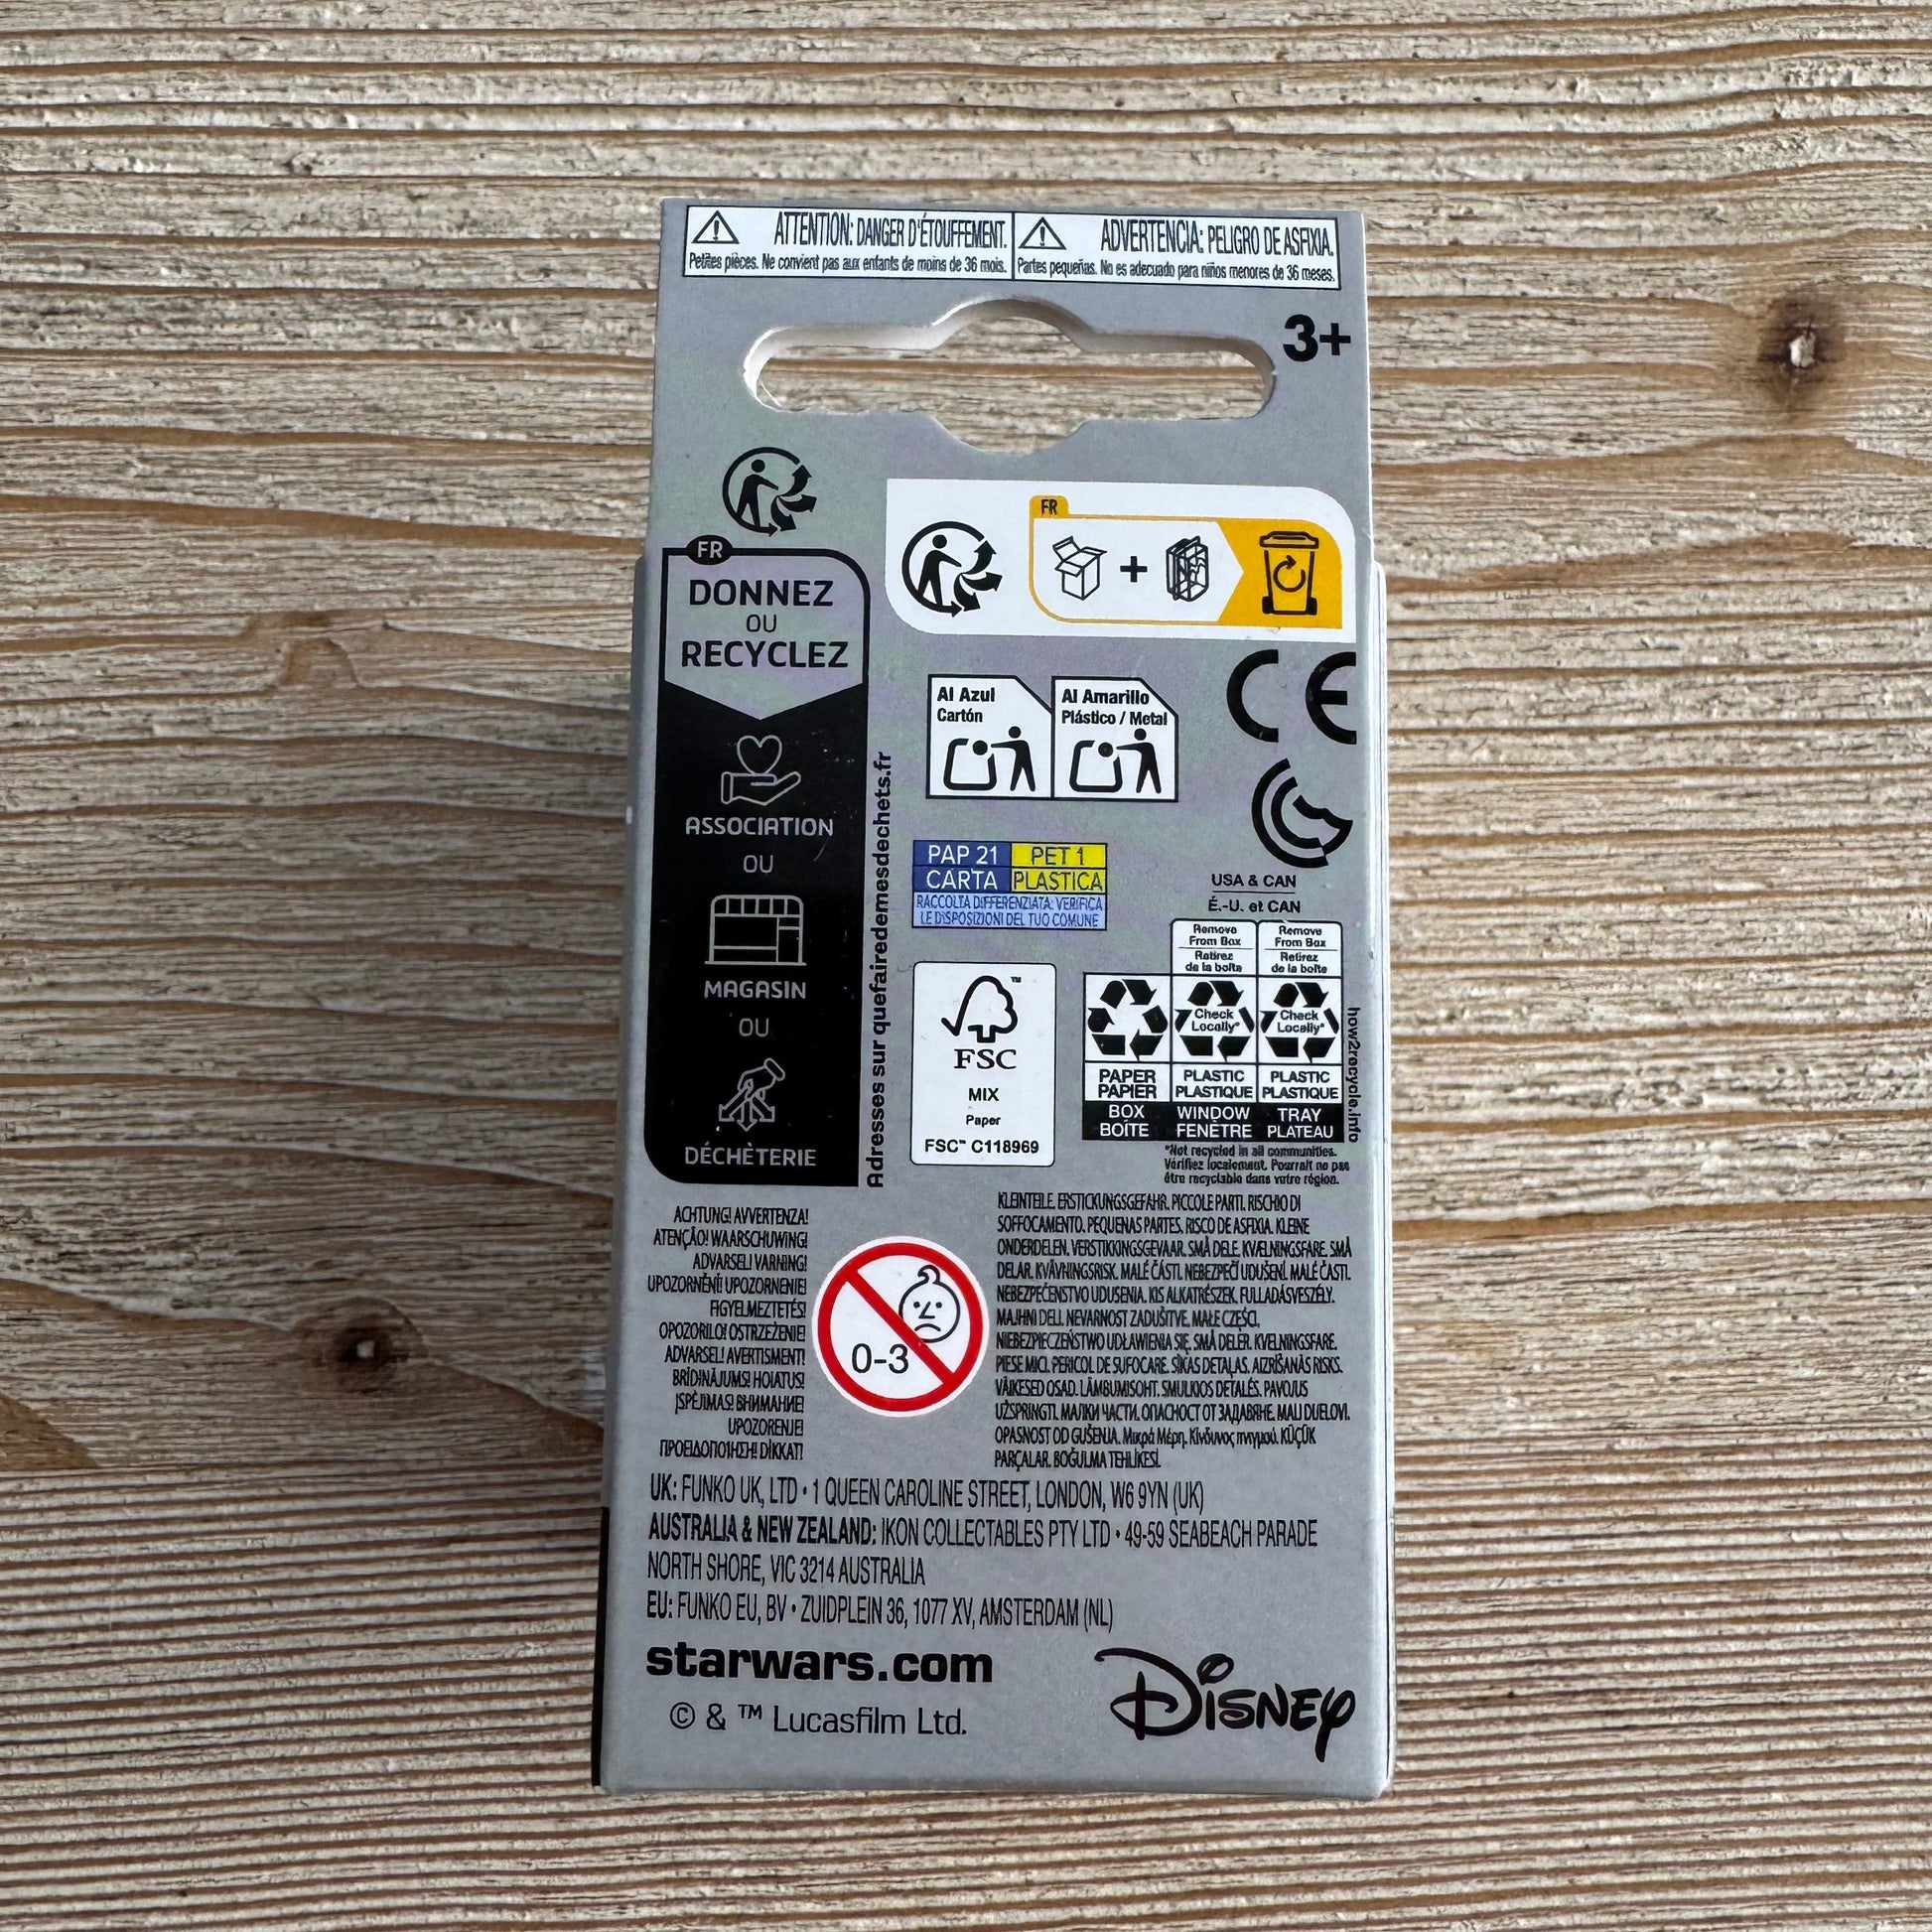 ATTENTION: DANGER D'ÉTOUFFEMENT.
Petites pièces. Ne convient pas aux enfants de moins de 36 mois.
ADVERTENCIA: PELIGRO DE ASFIXIA.
Partes pequeñas. No es adecuado para niños menores de 36 meses.
3+
FR
DONNEZ
OU
RECYCLEZ
ASSOCIATION
OU
MAGASIN
OU
DÉCHÈTERIE
Adresses sur quefairedemesdechets.fr
FR
+
Al Azul
Cartón
Al Amarillo
Plástico / Metal
CE
PAP 21
CARTA
PET 1
PLASTICA
RACCOLTA DIFFERENZIATA: VERIFICA
LE DISPOSIZIONI DEL TUO COMUNE
FSC™
MIX
Paper
FSC™ C118969
USA & CAN
É.-U. et CAN
PAPER
PAPIER
BOX
BOÎTE
Remove
From Box
Retirez
de la boîte
Check
Locally*
PLASTIC
PLASTIQUE
WINDOW
FENÊTRE
Remove
From Box
Retirez
de la boîte
Check
Locally*
PLASTIC
PLASTIQUE
TRAY
PLATEAU
how2recycle.info
*Not recycled in all communities.
Vérifiez localement. Pourrait ne pas
être recyclable dans votre région.
ACHTUNG! AVVERTENZA!
ATENÇÃO! WAARSCHUWING!
ADVARSEL! VARNING!
UPOZORNĚNÍ! UPOZORNENIE!
FIGYELMEZTETÉS!
OPOZORILO! OSTRZEŻENIE!
ADVARSEL! AVERTISMENT!
BRĪDINĀJUMS! HOIATUS!
ĮSPĖJIMAS! ВНИМАНИЕ!
UPOZORENJE!
ΠΡΟΕΙΔΟΠΟΙΗΣΗ! DİKKAT!
0-3
KLEINTEILE. ERSTICKUNGSGEFAHR. PICCOLE PARTI. RISCHIO DI
SOFFOCAMENTO. PEQUENAS PARTES. RISCO DE ASFIXIA. KLEINE
ONDERDELEN. VERSTIKKINGSGEVAAR. SMÅ DELE. KVÆLNINGSFARE. SMÅ
DELAR. KVÄVNINGSRISK. MALÉ ČÁSTI. NEBEZPEČÍ UDUŠENÍ. MALÉ ČASTI.
NEBEZPEČENSTVO UDUSENIA. KIS ALKATRÉSZEK. FULLADÁSVESZÉLY.
MAJHNI DELI. NEVARNOST ZADUŠITVE. MAŁE CZĘŚCI.
NIEBEZPIECZEŃSTWO UDŁAWIENIA SIĘ. SMÅ DELER. KVELNINGSFARE.
PIESE MICI. PERICOL DE SUFOCARE. SĪKAS DETAĻAS. AIZRĪŠANĀS RISKS.
VÄIKESED OSAD. LÄMBUMISOHT. SMULKIOS DETALĖS. PAVOJUS
UŽSPRINGTI. МАЛКИ ЧАСТИ. ОПАСНОСТ ОТ ЗАДАВЯНЕ. MALI DIJELOVI.
OPASNOST OD GUŠENJA. Μικρά Μέρη. Κίνδυνος πνιγμού. KÜÇÜK
PARÇALAR. BOĞULMA TEHLİKESİ.
UK: FUNKO UK, LTD • 1 QUEEN CAROLINE STREET, LONDON, W6 9YN (UK)
AUSTRALIA & NEW ZEALAND: IKON COLLECTABLES PTY LTD • 49-59 SEABEACH PARADE
NORTH SHORE, VIC 3214 AUSTRALIA
EU: FUNKO EU, BV • ZUIDPLEIN 36, 1077 XV, AMSTERDAM (NL)
starwars.com
© & ™ Lucasfilm Ltd.
Disney